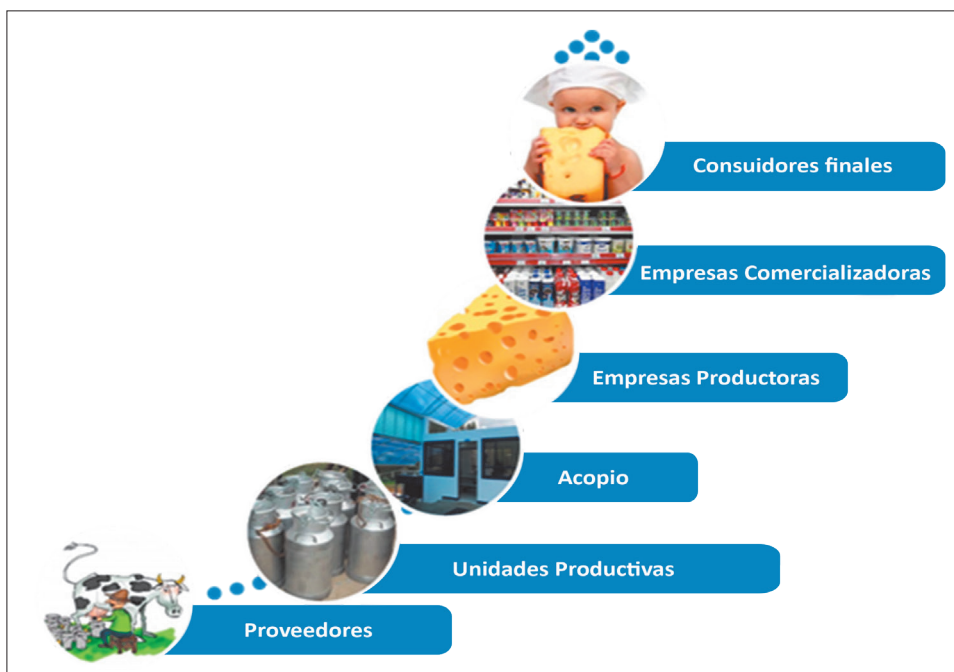 Consuidores finales
Empresas Comercializadoras
Empresas Productoras
Acopio
Unidades Productivas
Proveedores